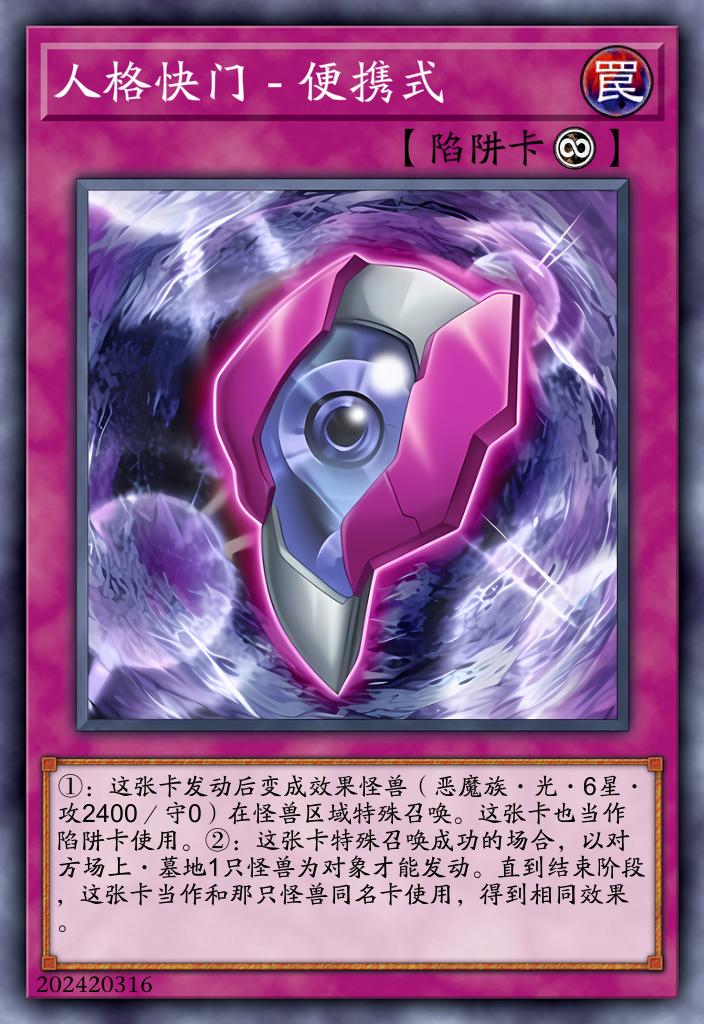 人格快门－便携式
罠
【陷阱卡∞】
①：这张卡发动后变成效果怪兽（恶魔族・光・6星・
攻2400／守0）在怪兽区域特殊召唤。这张卡也当作
陷阱卡使用。②：这张卡特殊召唤成功的场合，以对
方场上・墓地1只怪兽为对象才能发动。直到结束阶段
，这张卡当作和那只怪兽同名卡使用，得到相同效果
。
202420316